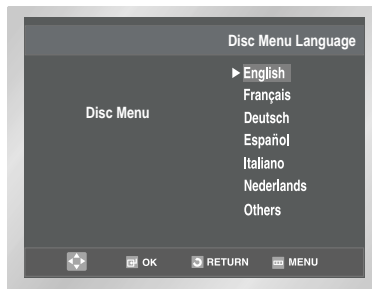 Disc Menu Language
English
Français
Disc Menu
Deutsch
Español
Italiano
Nederlands
Others
OK RETURN MENU